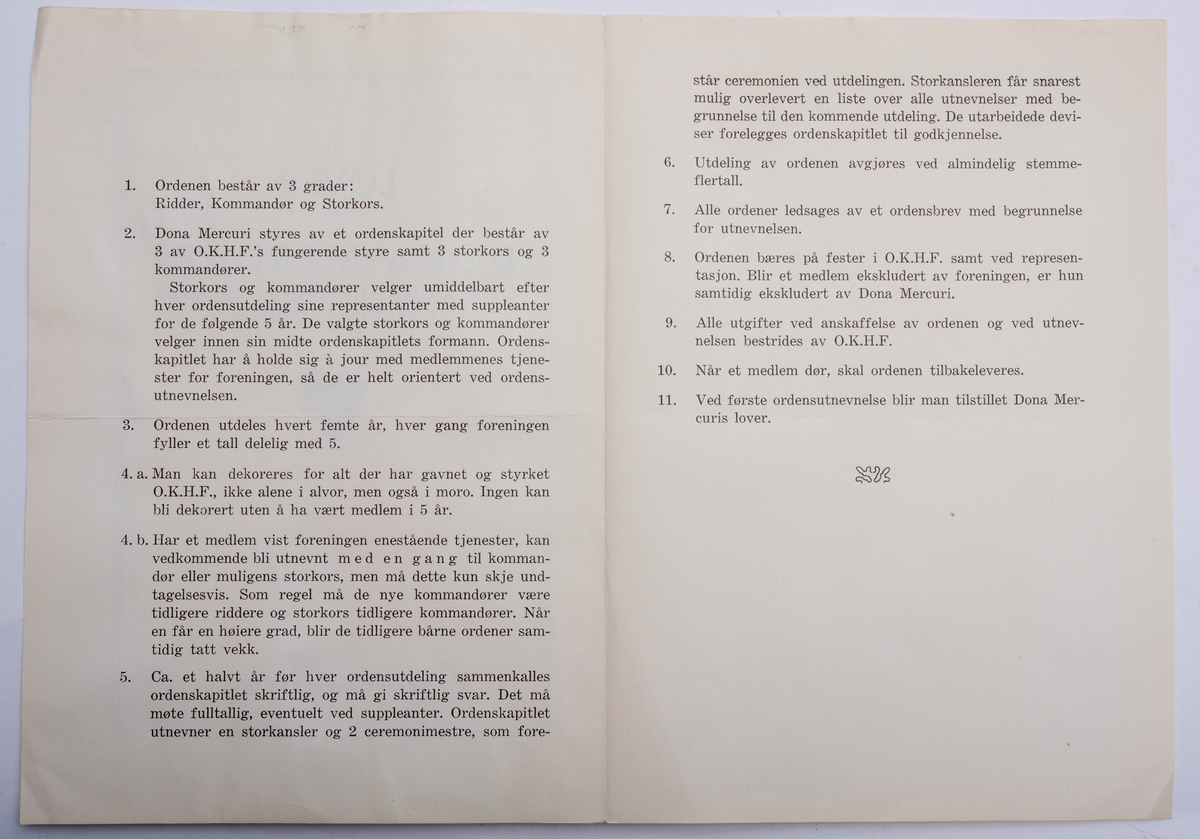 1. Ordenen består av 3 grader:
Ridder, Kommandør og Storkors.
2. Dona Mercuri styres av et ordenskapitel der består av
3 av O.K.H.F.'s fungerende styre samt 3 storkors og 3
kommandører.
Storkors og kommandører velger umiddelbart efter
hver ordensutdeling sine representanter med suppleanter
for de følgende 5 år. De valgte storkors og kommandører
velger innen sin midte ordenskapitlets formann. Ordens-
kapitlet har å holde sig à jour med medlemmenes tjene-
ster for foreningen, så de er helt orientert ved ordens-
utnevnelsen.
3. Ordenen utdeles hvert femte år, hver gang foreningen
fyller et tall delelig med 5.
4. a. Man kan dekoreres for alt der har gavnet og styrket
O.K.H.F., ikke alene i alvor, men også i moro. Ingen kan
bli dekorert uten å ha vært medlem i 5 år.
4. b. Har et medlem vist foreningen enestående tjenester, kan
vedkommende bli utnevnt med en gang til komman-
dør eller muligens storkors, men må dette kun skje und-
tagelsesvis. Som regel må de nye kommandører være
tidligere riddere og storkors tidligere kommandører. Når
en får en høiere grad, blir de tidligere bårne ordener sam-
tidig tatt vekk.
5. Ca. et halvt år før hver ordensutdeling sammenkalles
ordenskapitlet skriftlig, og må gi skriftlig svar. Det må
møte fulltallig, eventuelt ved suppleanter. Ordenskapitlet
utnevner en storkansler og 2 ceremonimestre, som fore-
står ceremonien ved utdelingen. Storkansleren får snarest
mulig overlevert en liste over alle utnevnelser med be-
grunnelse til den kommende utdeling. De utarbeidede devi-
ser forelegges ordenskapitlet til godkjennelse.
6. Utdeling av ordenen avgjøres ved almindelig stemme-
flertall.
7. Alle ordener ledsages av et ordensbrev med begrunnelse
for utnevnelsen.
8. Ordenen bæres på fester i O.K.H.F. samt ved represen-
tasjon. Blir et medlem ekskludert av foreningen, er hun
samtidig ekskludert av Dona Mercuri.
9. Alle utgifter ved anskaffelse av ordenen og ved utnev-
nelsen bestrides av O.K.H.F.
10. Når et medlem dør, skal ordenen tilbakeleveres.
11. Ved første ordensutnevnelse blir man tilstillet Dona Mer-
curis lover.